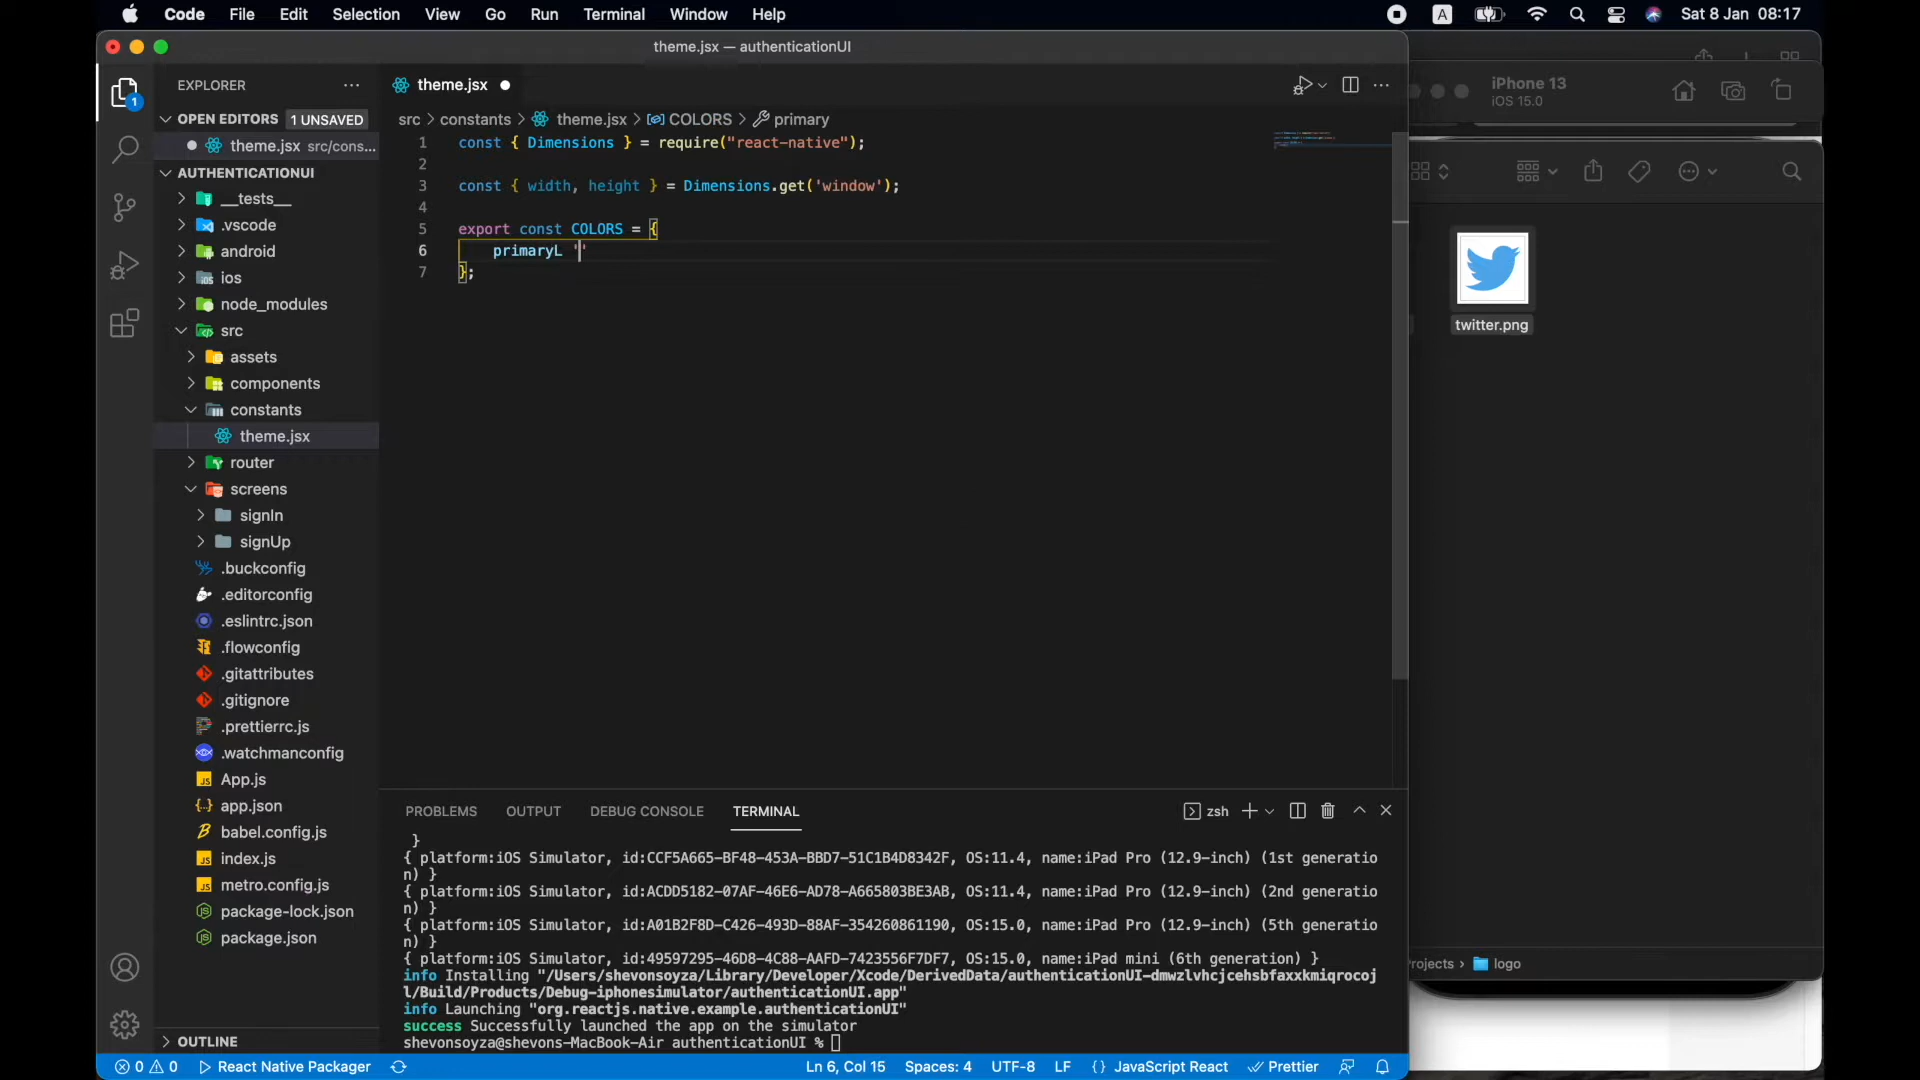 Code File Edit Selection View Go Run Terminal Window Help A Sat 8 Jan 08:17
theme.jsx — authenticationUI
EXPLORER
OPEN EDITORS 1 UNSAVED
theme.jsx src/cons...
AUTHENTICATIONUI
__tests__
.vscode
android
ios
node_modules
src
assets
components
constants
theme.jsx
router
screens
signIn
signUp
.buckconfig
.editorconfig
.eslintrc.json
.flowconfig
.gitattributes
.gitignore
.prettierrc.js
.watchmanconfig
App.js
app.json
babel.config.js
index.js
metro.config.js
package-lock.json
package.json
OUTLINE
1
theme.jsx
src > constants > theme.jsx > COLORS > primary
1 const { Dimensions } = require("react-native");
2
3 const { width, height } = Dimensions.get('window');
4
5 export const COLORS = {
6 primaryL ''
7 };
PROBLEMS OUTPUT DEBUG CONSOLE TERMINAL zsh
}
{ platform:iOS Simulator, id:CCF5A665-BF48-453A-BBD7-51C1B4D8342F, OS:11.4, name:iPad Pro (12.9-inch) (1st generatio
n) }
{ platform:iOS Simulator, id:ACDD5182-07AF-46E6-AD78-A665803BE3AB, OS:11.4, name:iPad Pro (12.9-inch) (2nd generatio
n) }
{ platform:iOS Simulator, id:A01B2F8D-C426-493D-88AF-354260861190, OS:15.0, name:iPad Pro (12.9-inch) (5th generatio
n) }
{ platform:iOS Simulator, id:49597295-46D8-4C88-AAFD-7423556F7DF7, OS:15.0, name:iPad mini (6th generation) }
info Installing "/Users/shevonsoyza/Library/Developer/Xcode/DerivedData/authenticationUI-dmwzlvhcjcehsbfaxxkmiqrocoj
l/Build/Products/Debug-iphonesimulator/authenticationUI.app"
info Launching "org.reactjs.native.example.authenticationUI"
success Successfully launched the app on the simulator
shevonsoyza@shevons-MacBook-Air authenticationUI %
0 0 React Native Packager Ln 6, Col 15 Spaces: 4 UTF-8 LF {} JavaScript React Prettier
iPhone 13
iOS 15.0
twitter.png
rojects > logo